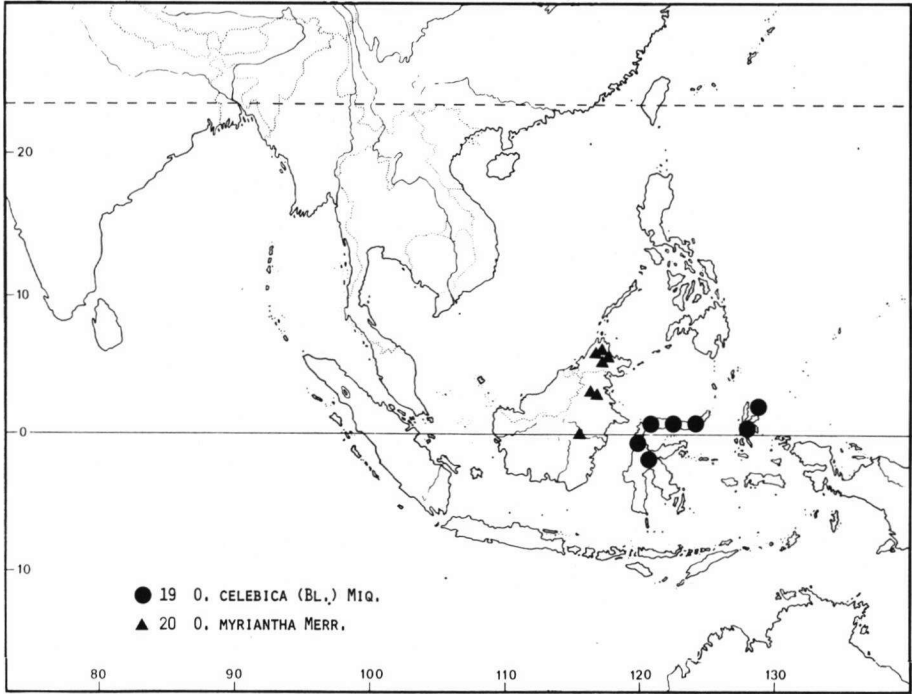 20
10
0
10
● 19 O. CELEBICA (BL.) MIQ.
▲ 20 O. MYRIANTHA MERR.
80 90 100 110 120 130